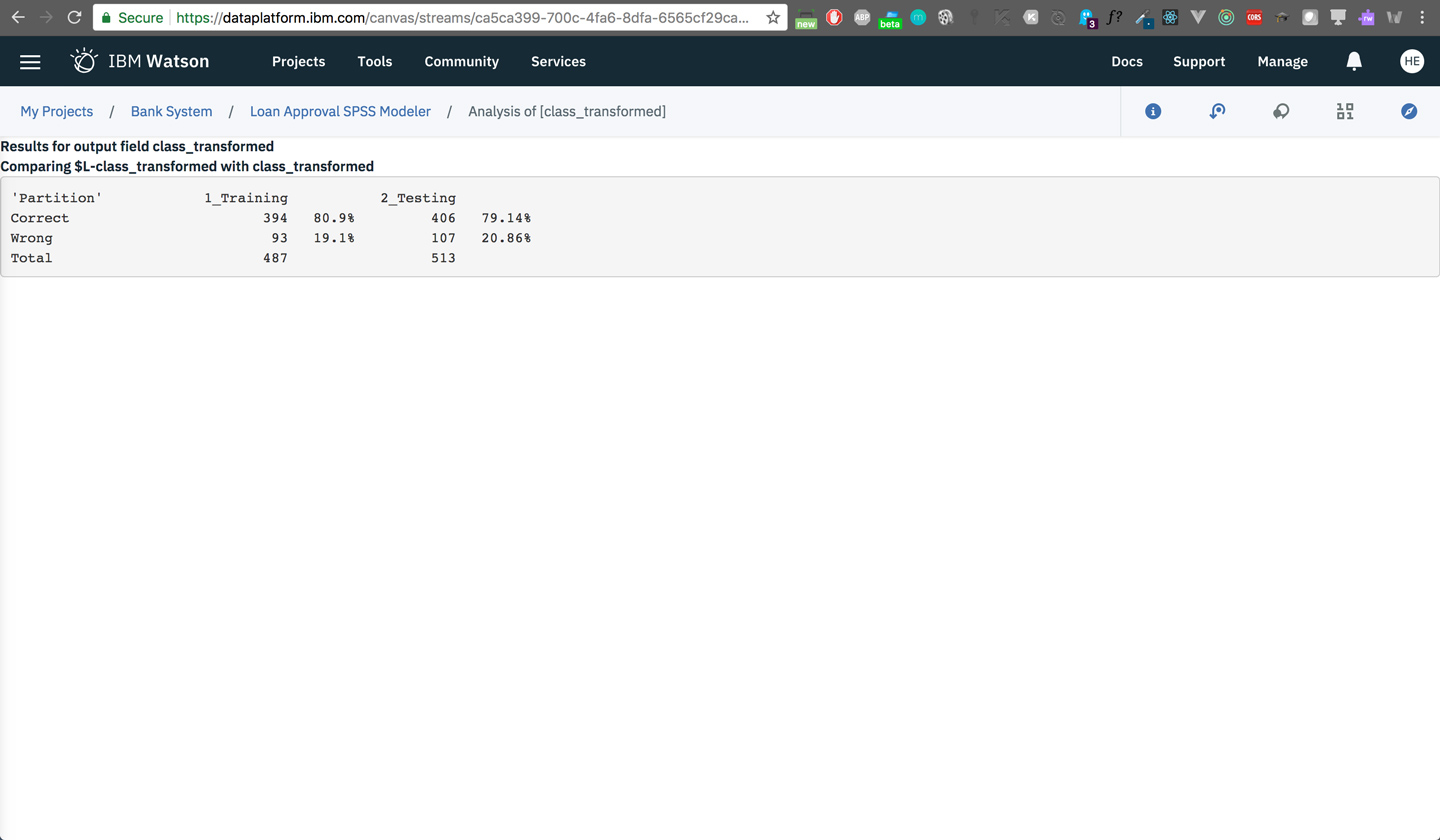 Secure https://dataplatform.ibm.com/canvas/streams/ca5ca399-700c-4fa6-8dfa-6565cf29ca...
new ABP beta m K 3 f? CORS rw
IBM Watson Projects Tools Community Services Docs Support Manage HE
My Projects / Bank System / Loan Approval SPSS Modeler / Analysis of [class_transformed]
Results for output field class_transformed
Comparing $L-class_transformed with class_transformed
'Partition' 1_Training 2_Testing
Correct 394 80.9% 406 79.14%
Wrong 93 19.1% 107 20.86%
Total 487 513